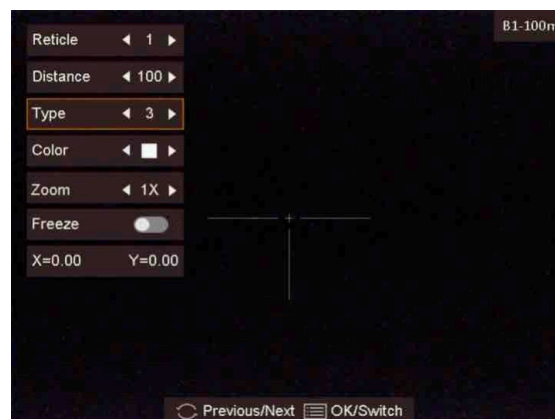 B1-100m
Reticle 1
Distance 100
Type 3
Color
Zoom 1X
Freeze
X=0.00 Y=0.00
Previous/Next OK/Switch